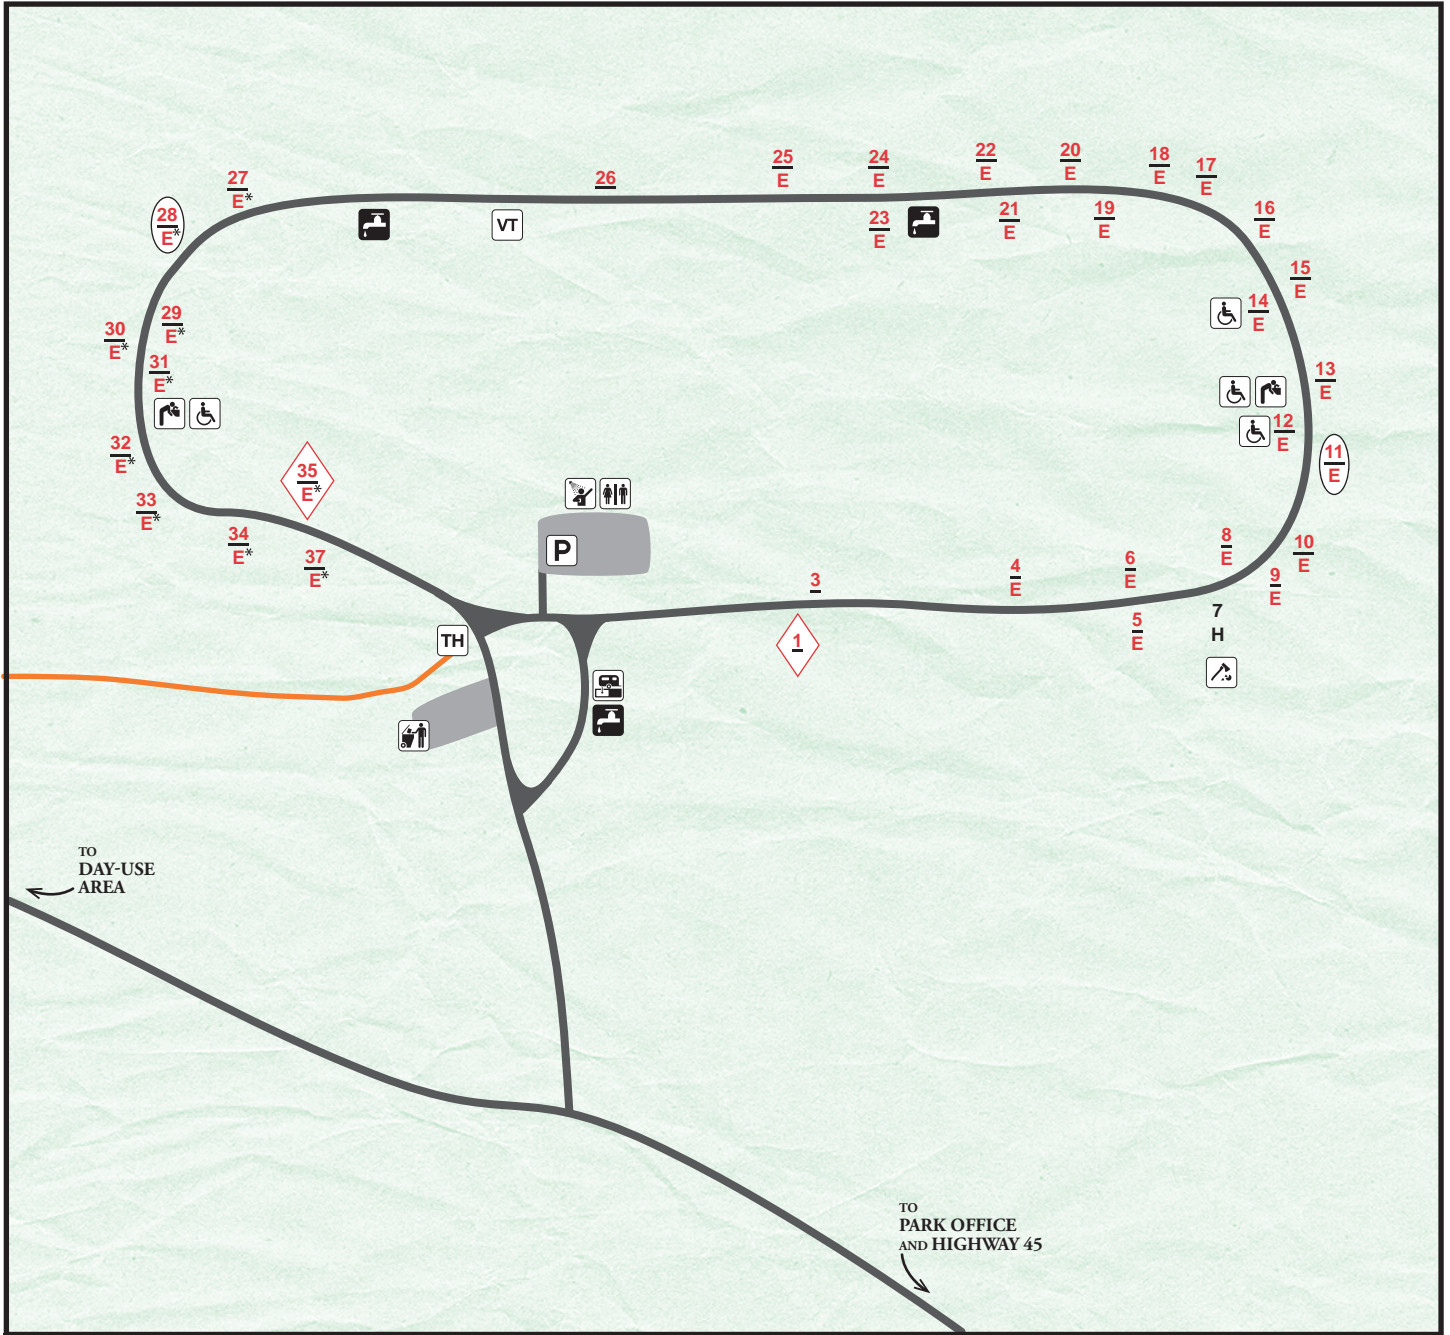 25
E
24
E
22
E
20
E
18
E
17
E
27
E*
26
28
E*
VT
23
E
21
E
19
E
16
E
15
E
14
E
29
E*
30
E*
31
E*
13
E
12
E
11
E
32
E*
35
E*
33
E*
34
E*
37
E*
P
8
E
10
E
6
E
4
E
3
9
E
7
H
5
E
1
TH
TO
DAY-USE
AREA
TO
PARK OFFICE
AND HIGHWAY 45